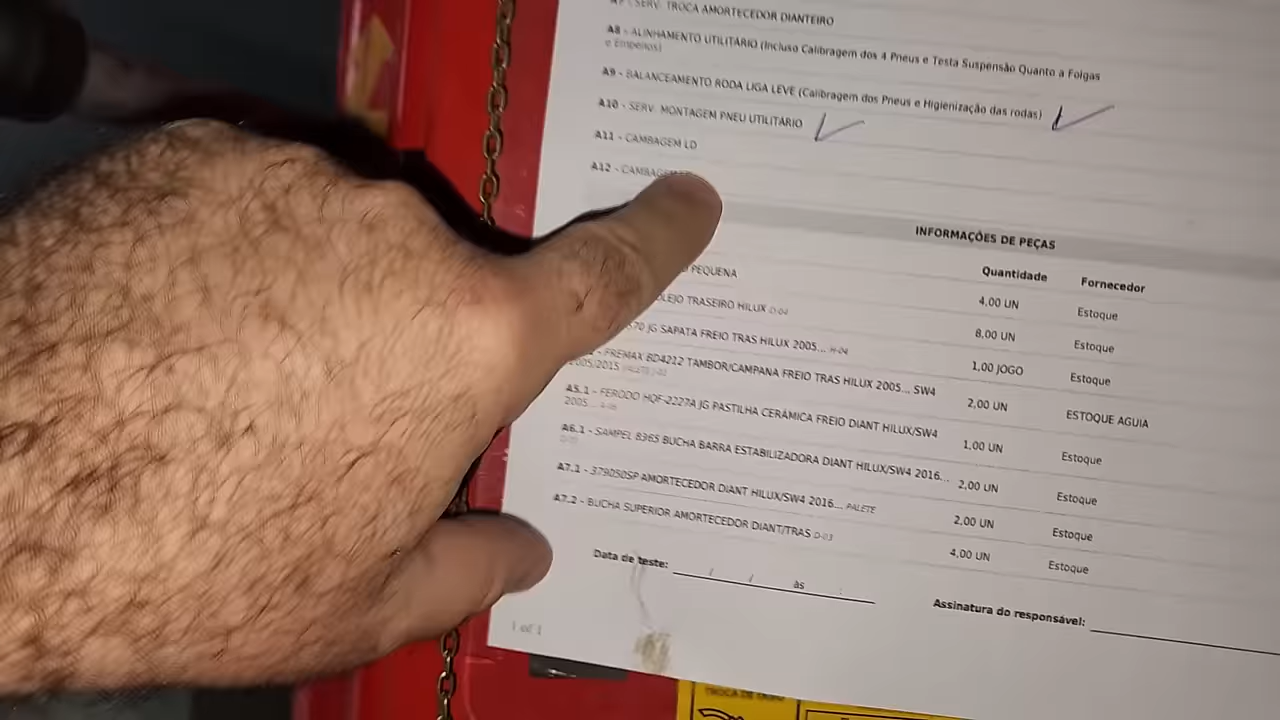 SERV. TROCA AMORTECEDOR DIANTEIRO
A8 - ALINHAMENTO UTILITÁRIO (Incluso Calibragem dos 4 Pneus e Testa Suspensão Quanto a Folgas
e Empenos)
A9 - BALANCEAMENTO RODA LIGA LEVE (Calibragem dos Pneus e Higienização das rodas)
A10 - SERV. MONTAGEM PNEU UTILITÁRIO
A11 - CAMBAGEM LD
A12 -
INFORMAÇÕES DE PEÇAS
Quantidade Fornecedor
PEQUENA 4,00 UN Estoque
TRASEIRO HILUX D-04 8,00 UN Estoque
JG SAPATA FREIO TRAS HILUX 2005... H-04 1,00 JOGO Estoque
- FREMAX BD4212 TAMBOR/CAMPANA FREIO TRAS HILUX 2005... SW4 2,00 UN ESTOQUE AGUIA
2005/2015
A5.1 - FERODO HQF-2227A JG PASTILHA CERÂMICA FREIO DIANT HILUX/SW4 1,00 UN Estoque
2005...
A6.1 - SAMPEL 8365 BUCHA BARRA ESTABILIZADORA DIANT HILUX/SW4 2016... 2,00 UN Estoque
A7.1 - 379050SP AMORTECEDOR DIANT HILUX/SW4 2016... PALETE 2,00 UN Estoque
A7.2 - BUCHA SUPERIOR AMORTECEDOR DIANT/TRAS D-03 4,00 UN Estoque
Data de teste: / / às : Assinatura do responsável:
1 of 1